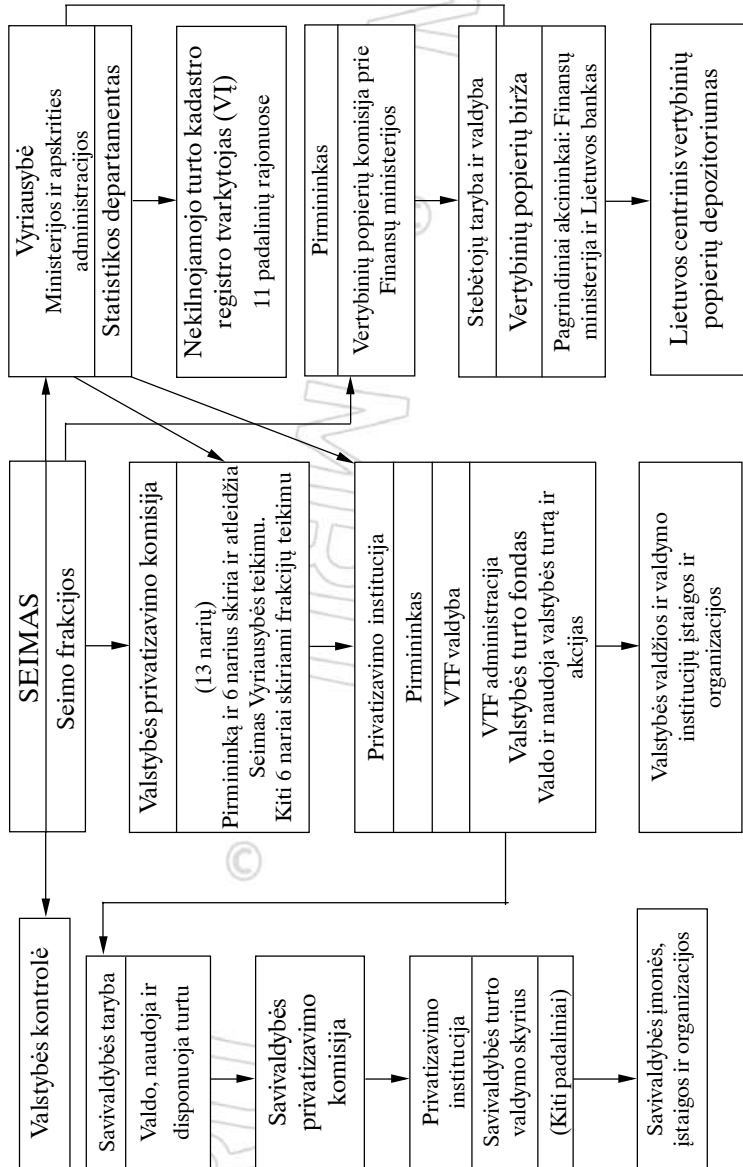 Valstybės kontrolė
SEIMAS
Seimo frakcijos
Vyriausybė
Ministerijos ir apskrities
administracijos
Statistikos departamentas
Savivaldybės taryba
Valdo, naudoja ir
disponuoja turtu
Savivaldybės
privatizavimo
komisija
Privatizavimo
institucija
Savivaldybės turto
valdymo skyrius
(Kiti padaliniai)
Savivaldybės įmonės,
įstaigos ir organizacijos
Valstybės privatizavimo komisija
(13 narių)
Pirmininką ir 6 narius skiria ir atleidžia
Seimas Vyriausybės teikimu.
Kiti 6 nariai skiriami frakcijų teikimu
Privatizavimo institucija
Pirmininkas
VTF valdyba
VTF administracija
Valstybės turto fondas
Valdo ir naudoja valstybės turtą ir
akcijas
Valstybės valdžios ir valdymo
institucijų įstaigos ir
organizacijos
Nekilnojamojo turto kadastro
registro tvarkytojas (VĮ)
11 padalinių rajonuose
Pirmininkas
Vertybinių popierių komisija prie
Finansų ministerijos
Stebėtojų taryba ir valdyba
Vertybinių popierių birža
Pagrindiniai akcininkai: Finansų
ministerija ir Lietuvos bankas
Lietuvos centrinis vertybinių
popierių depozitoriumas